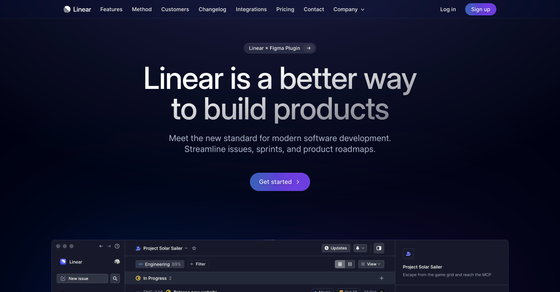 Linear Features Method Customers Changelog Integrations Pricing Contact Company Log in Sign up
Linear + Figma Plugin →
Linear is a better way
to build products
Meet the new standard for modern software development.
Streamline issues, sprints, and product roadmaps.
Get started
Linear
New issue
Project Solar Sailer
Updates
Engineering
+ Filter
View
In Progress 2
Project Solar Sailer
Escape from the game grid and reach the MCP